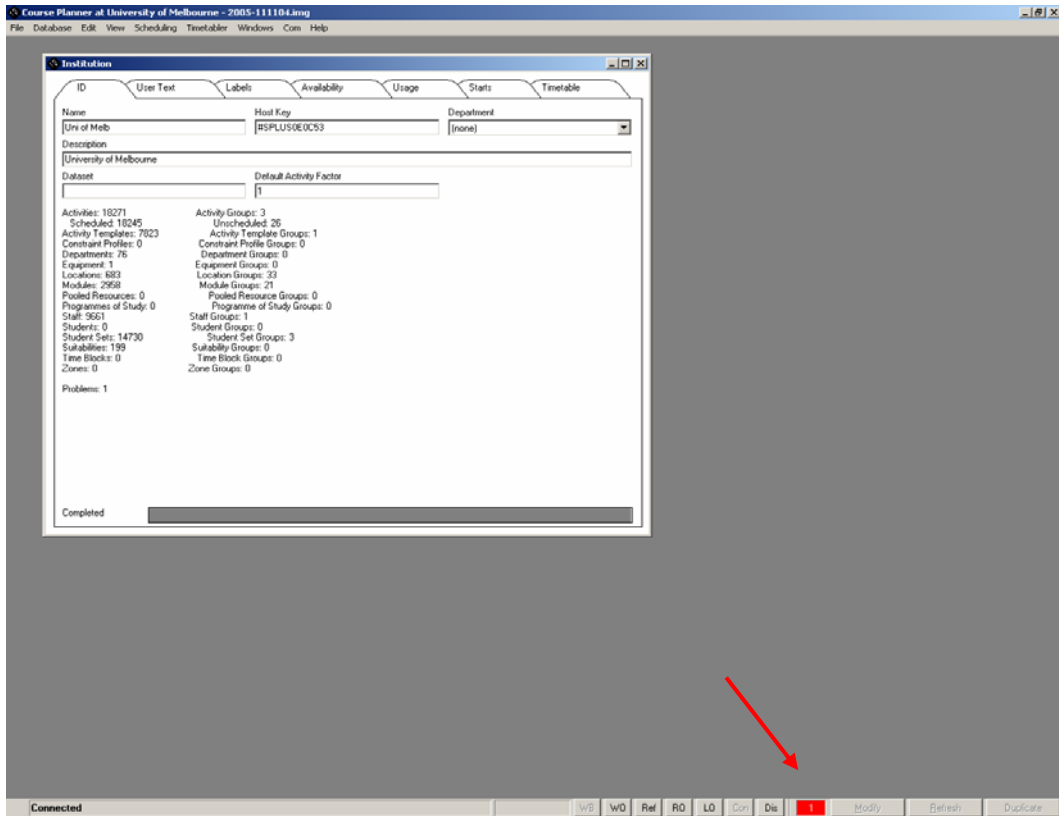 Course Planner at University of Melbourne - 2005-111104.img
File Database Edit View Scheduling Timetabler Windows Com Help
Institution
ID User Text Labels Availability Usage Starts Timetable
Name Host Key Department
Uni of Melb #SPLUS0E0C53 (none)
Description
University of Melbourne
Dataset Default Activity Factor
1
Activities: 18271 Activity Groups: 3
Scheduled: 18245 Unscheduled: 26
Activity Templates: 7823 Activity Template Groups: 1
Constraint Profiles: 0 Constraint Profile Groups: 0
Departments: 76 Department Groups: 0
Equipment: 1 Equipment Groups: 0
Locations: 683 Location Groups: 33
Modules: 2958 Module Groups: 21
Pooled Resources: 0 Pooled Resource Groups: 0
Programmes of Study: 0 Programme of Study Groups: 0
Staff: 9661 Staff Groups: 1
Students: 0 Student Groups: 0
Student Sets: 14730 Student Set Groups: 3
Suitabilities: 199 Suitability Groups: 0
Time Blocks: 0 Time Block Groups: 0
Zones: 0 Zone Groups: 0
Problems: 1
Completed
Connected WB WO Ref RO LO Con Dis 1 Modify Refresh Duplicate